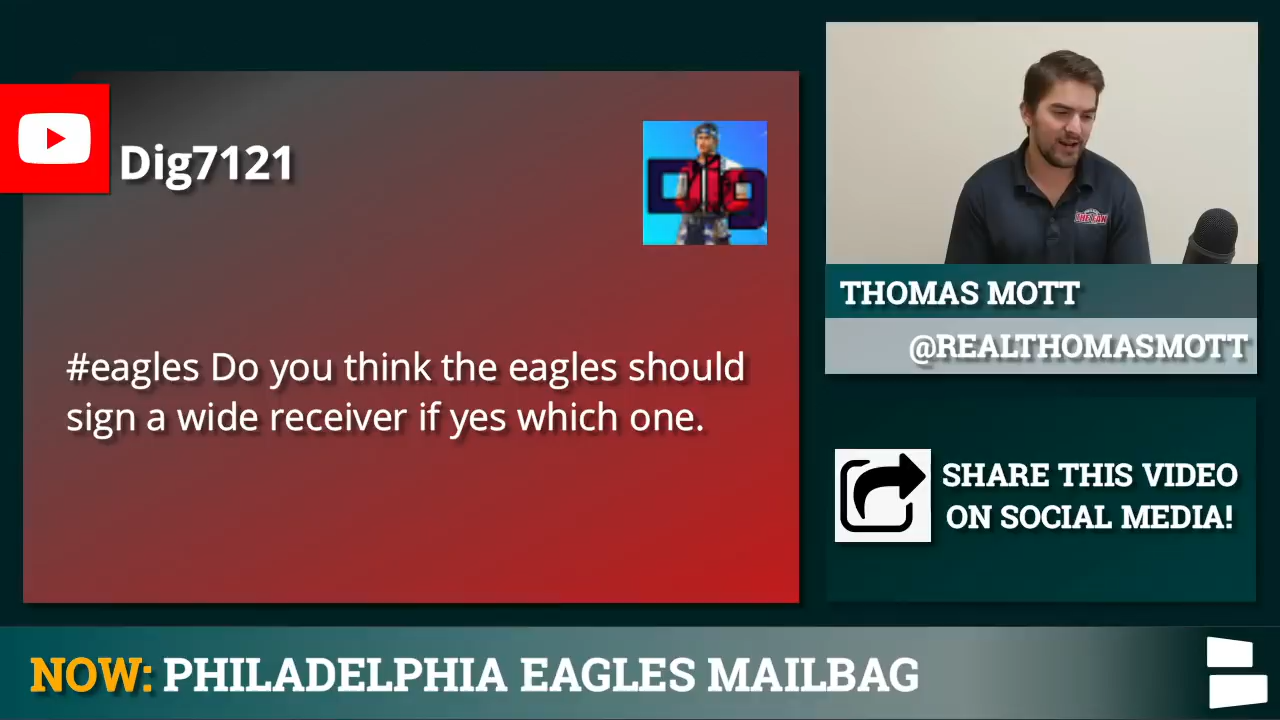 Dig7121
Dig
#eagles Do you think the eagles should
sign a wide receiver if yes which one.
THOMAS MOTT
@REALTHOMASMOTT
SHARE THIS VIDEO
ON SOCIAL MEDIA!
NOW: PHILADELPHIA EAGLES MAILBAG